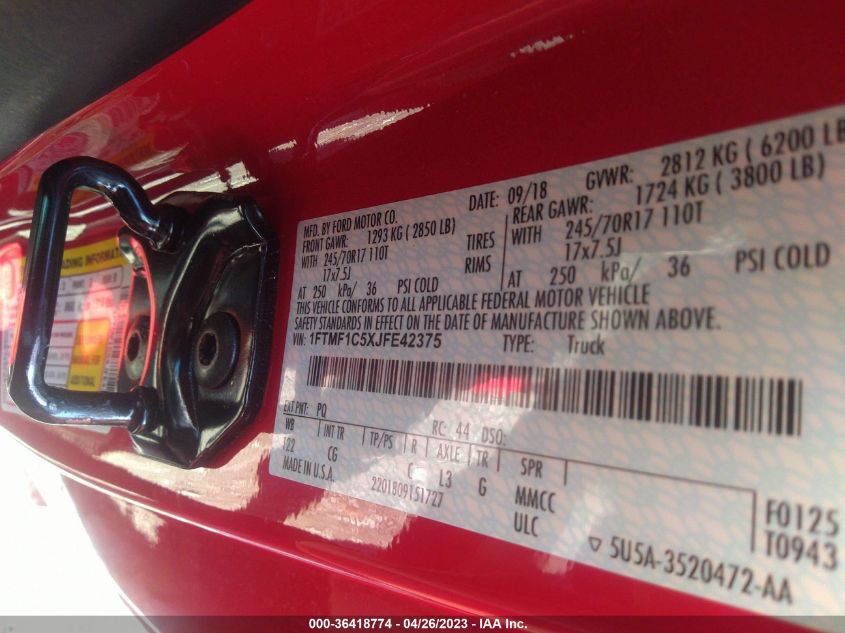 MFD. BY FORD MOTOR CO. DATE: 09/18 GVWR: 2812 KG ( 6200 LB
FRONT GAWR: 1293 KG ( 2850 LB) REAR GAWR: 1724 KG ( 3800 LB)
WITH 245/70R17 110T TIRES WITH 245/70R17 110T
17x7.5J RIMS 17x7.5J
AT 250 kPa/ 36 PSI COLD AT 250 kPa/ 36 PSI COLD
THIS VEHICLE CONFORMS TO ALL APPLICABLE FEDERAL MOTOR VEHICLE
SAFETY STANDARDS IN EFFECT ON THE DATE OF MANUFACTURE SHOWN ABOVE.
VIN: 1FTMF1C5XJFE42375 TYPE: Truck
EXT PNT: PQ RC: 44 DSO:
WB INT TR TP/PS R AXLE TR SPR
122 CG C L3 G MMCC F0125
MADE IN U.S.A. 2201809151727 ULC T0943
5U5A-3520472-AA
INFORMATION
ADDITIONAL
000-36418774 - 04/26/2023 - IAA Inc.